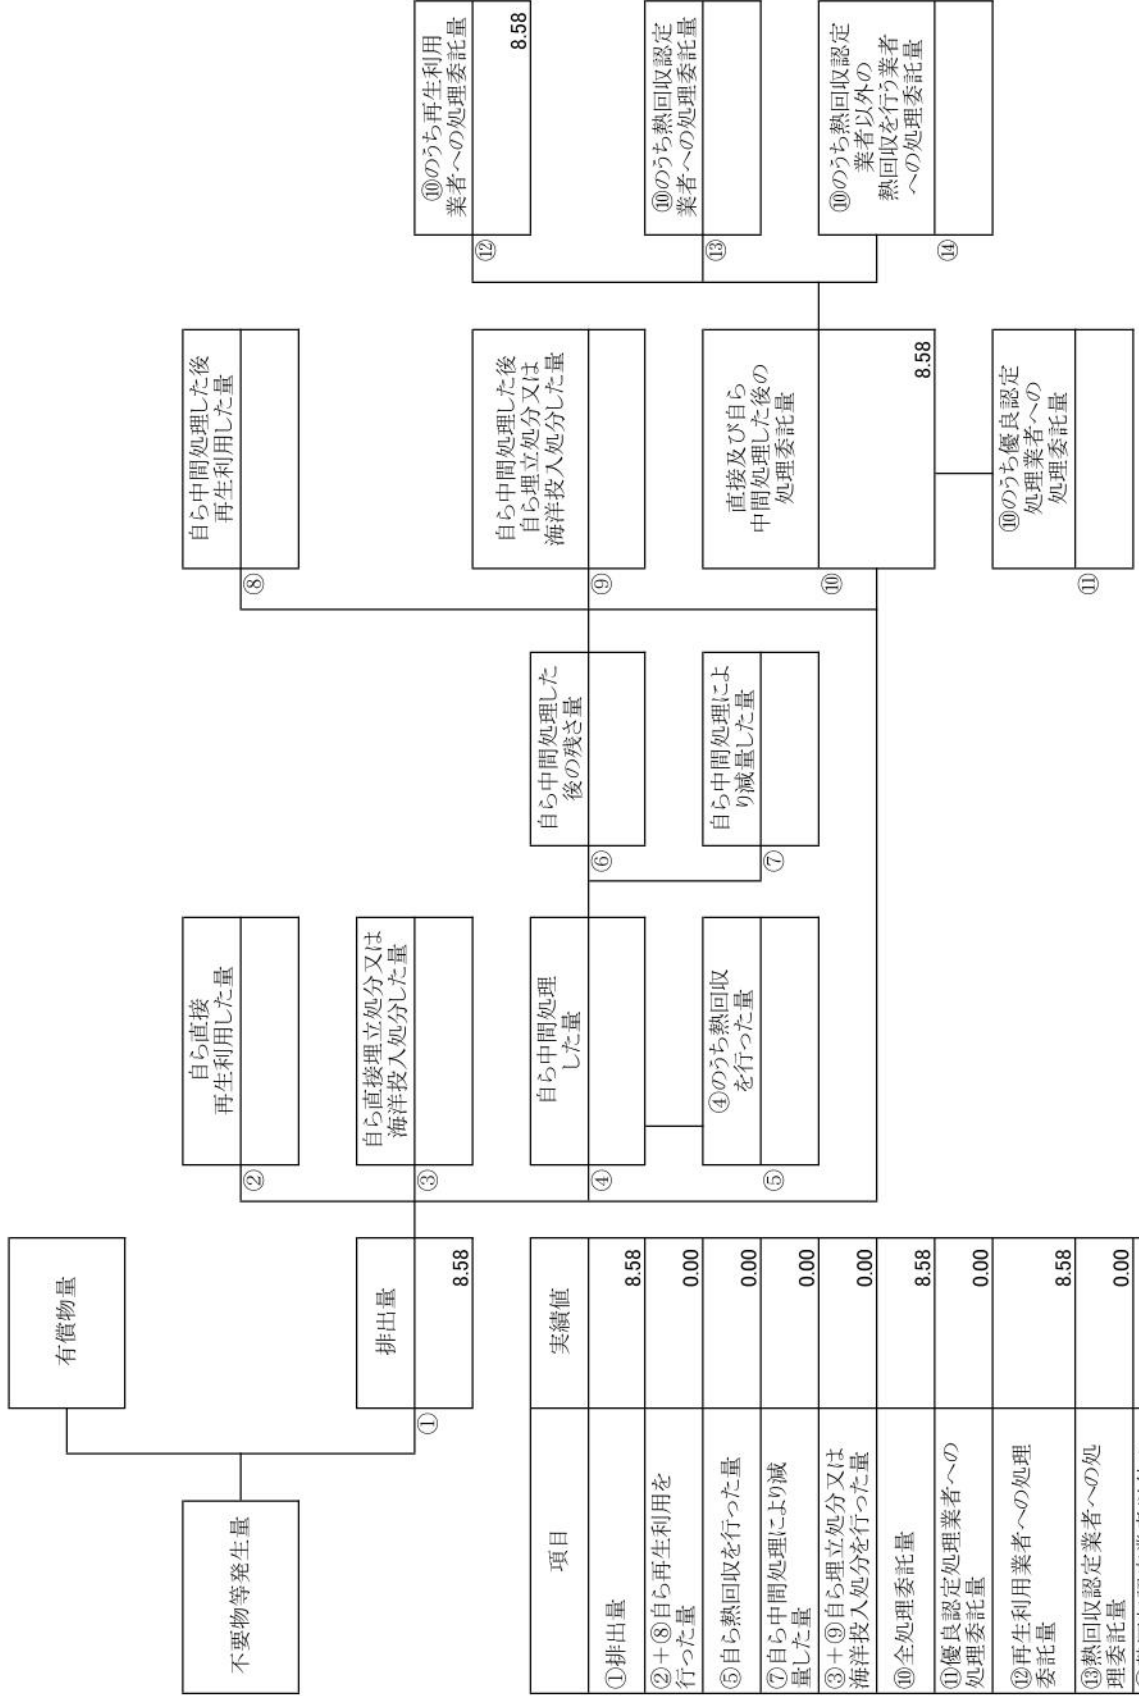 不要物等発生量
有償物量
①
排出量
8.58
②
自ら直接
再生利用した量
③
自ら直接埋立処分又は
海洋投入処分した量
④
自ら中間処理
した量
⑤
④のうち熱回収
を行った量
⑥
自ら中間処理した
後の残さ量
⑦
自ら中間処理によ
り減量した量
⑧
自ら中間処理した後
再生利用した量
⑨
自ら中間処理した後
自ら埋立処分又は
海洋投入処分した量
⑩
直接及び自ら
中間処理した後の
処理委託量
8.58
⑪
⑩のうち優良認定
処理業者への
処理委託量
⑫
⑩のうち再生利用
業者への処理委託量
8.58
⑬
⑩のうち熱回収認定
業者への処理委託量
⑭
⑩のうち熱回収認定
業者以外の
熱回収を行う業者
への処理委託量
項目
実績値
①排出量
8.58
②＋⑧自ら再生利用を
行った量
0.00
⑤自ら熱回収を行った量
0.00
⑦自ら中間処理により減
量した量
0.00
③＋⑨自ら埋立処分又は
海洋投入処分を行った量
0.00
⑩全処理委託量
8.58
⑪優良認定処理業者への
処理委託量
0.00
⑫再生利用業者への処理
委託量
8.58
⑬熱回収認定業者への処
理委託量
0.00